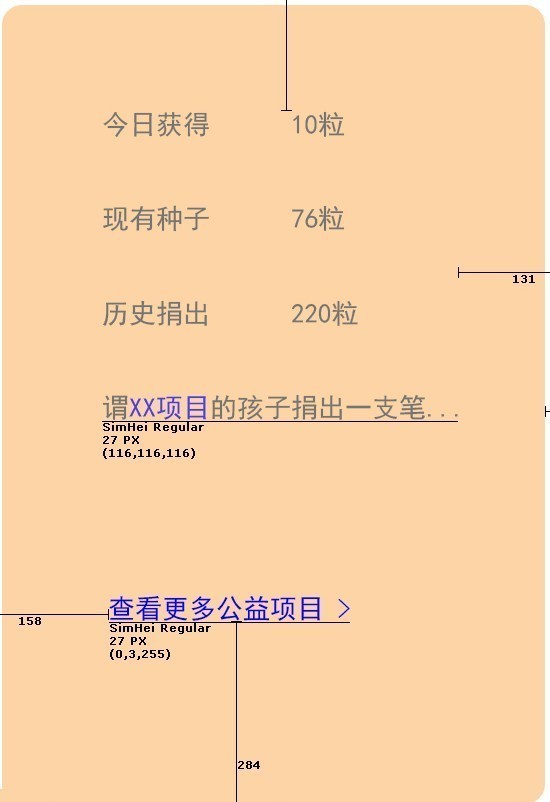 今日获得 10粒
现有种子 76粒
131
历史捐出 220粒
谓XX项目的孩子捐出一支笔...
SimHei Regular
27 PX
(116,116,116)
查看更多公益项目 >
158
SimHei Regular
27 PX
(0,3,255)
284